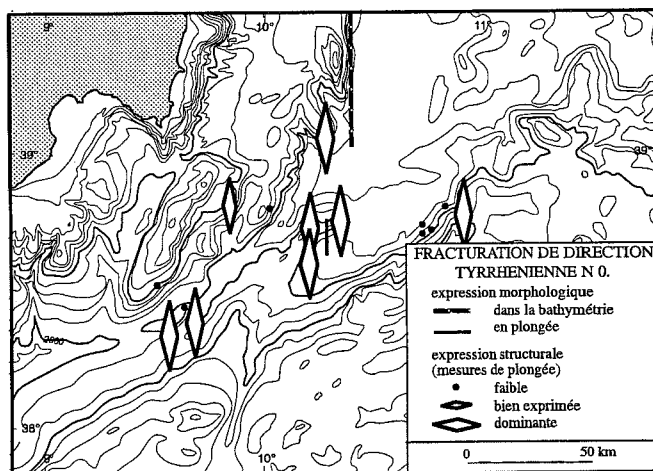 9°
10°
11°
39°
39°
2800
38°
9°
10°
FRACTURATION DE DIRECTION
TYRRHENIENNE N 0.
expression morphologique
dans la bathymétrie
en plongée
expression structurale
(mesures de plongée)
faible
bien exprimée
dominante
0 50 km